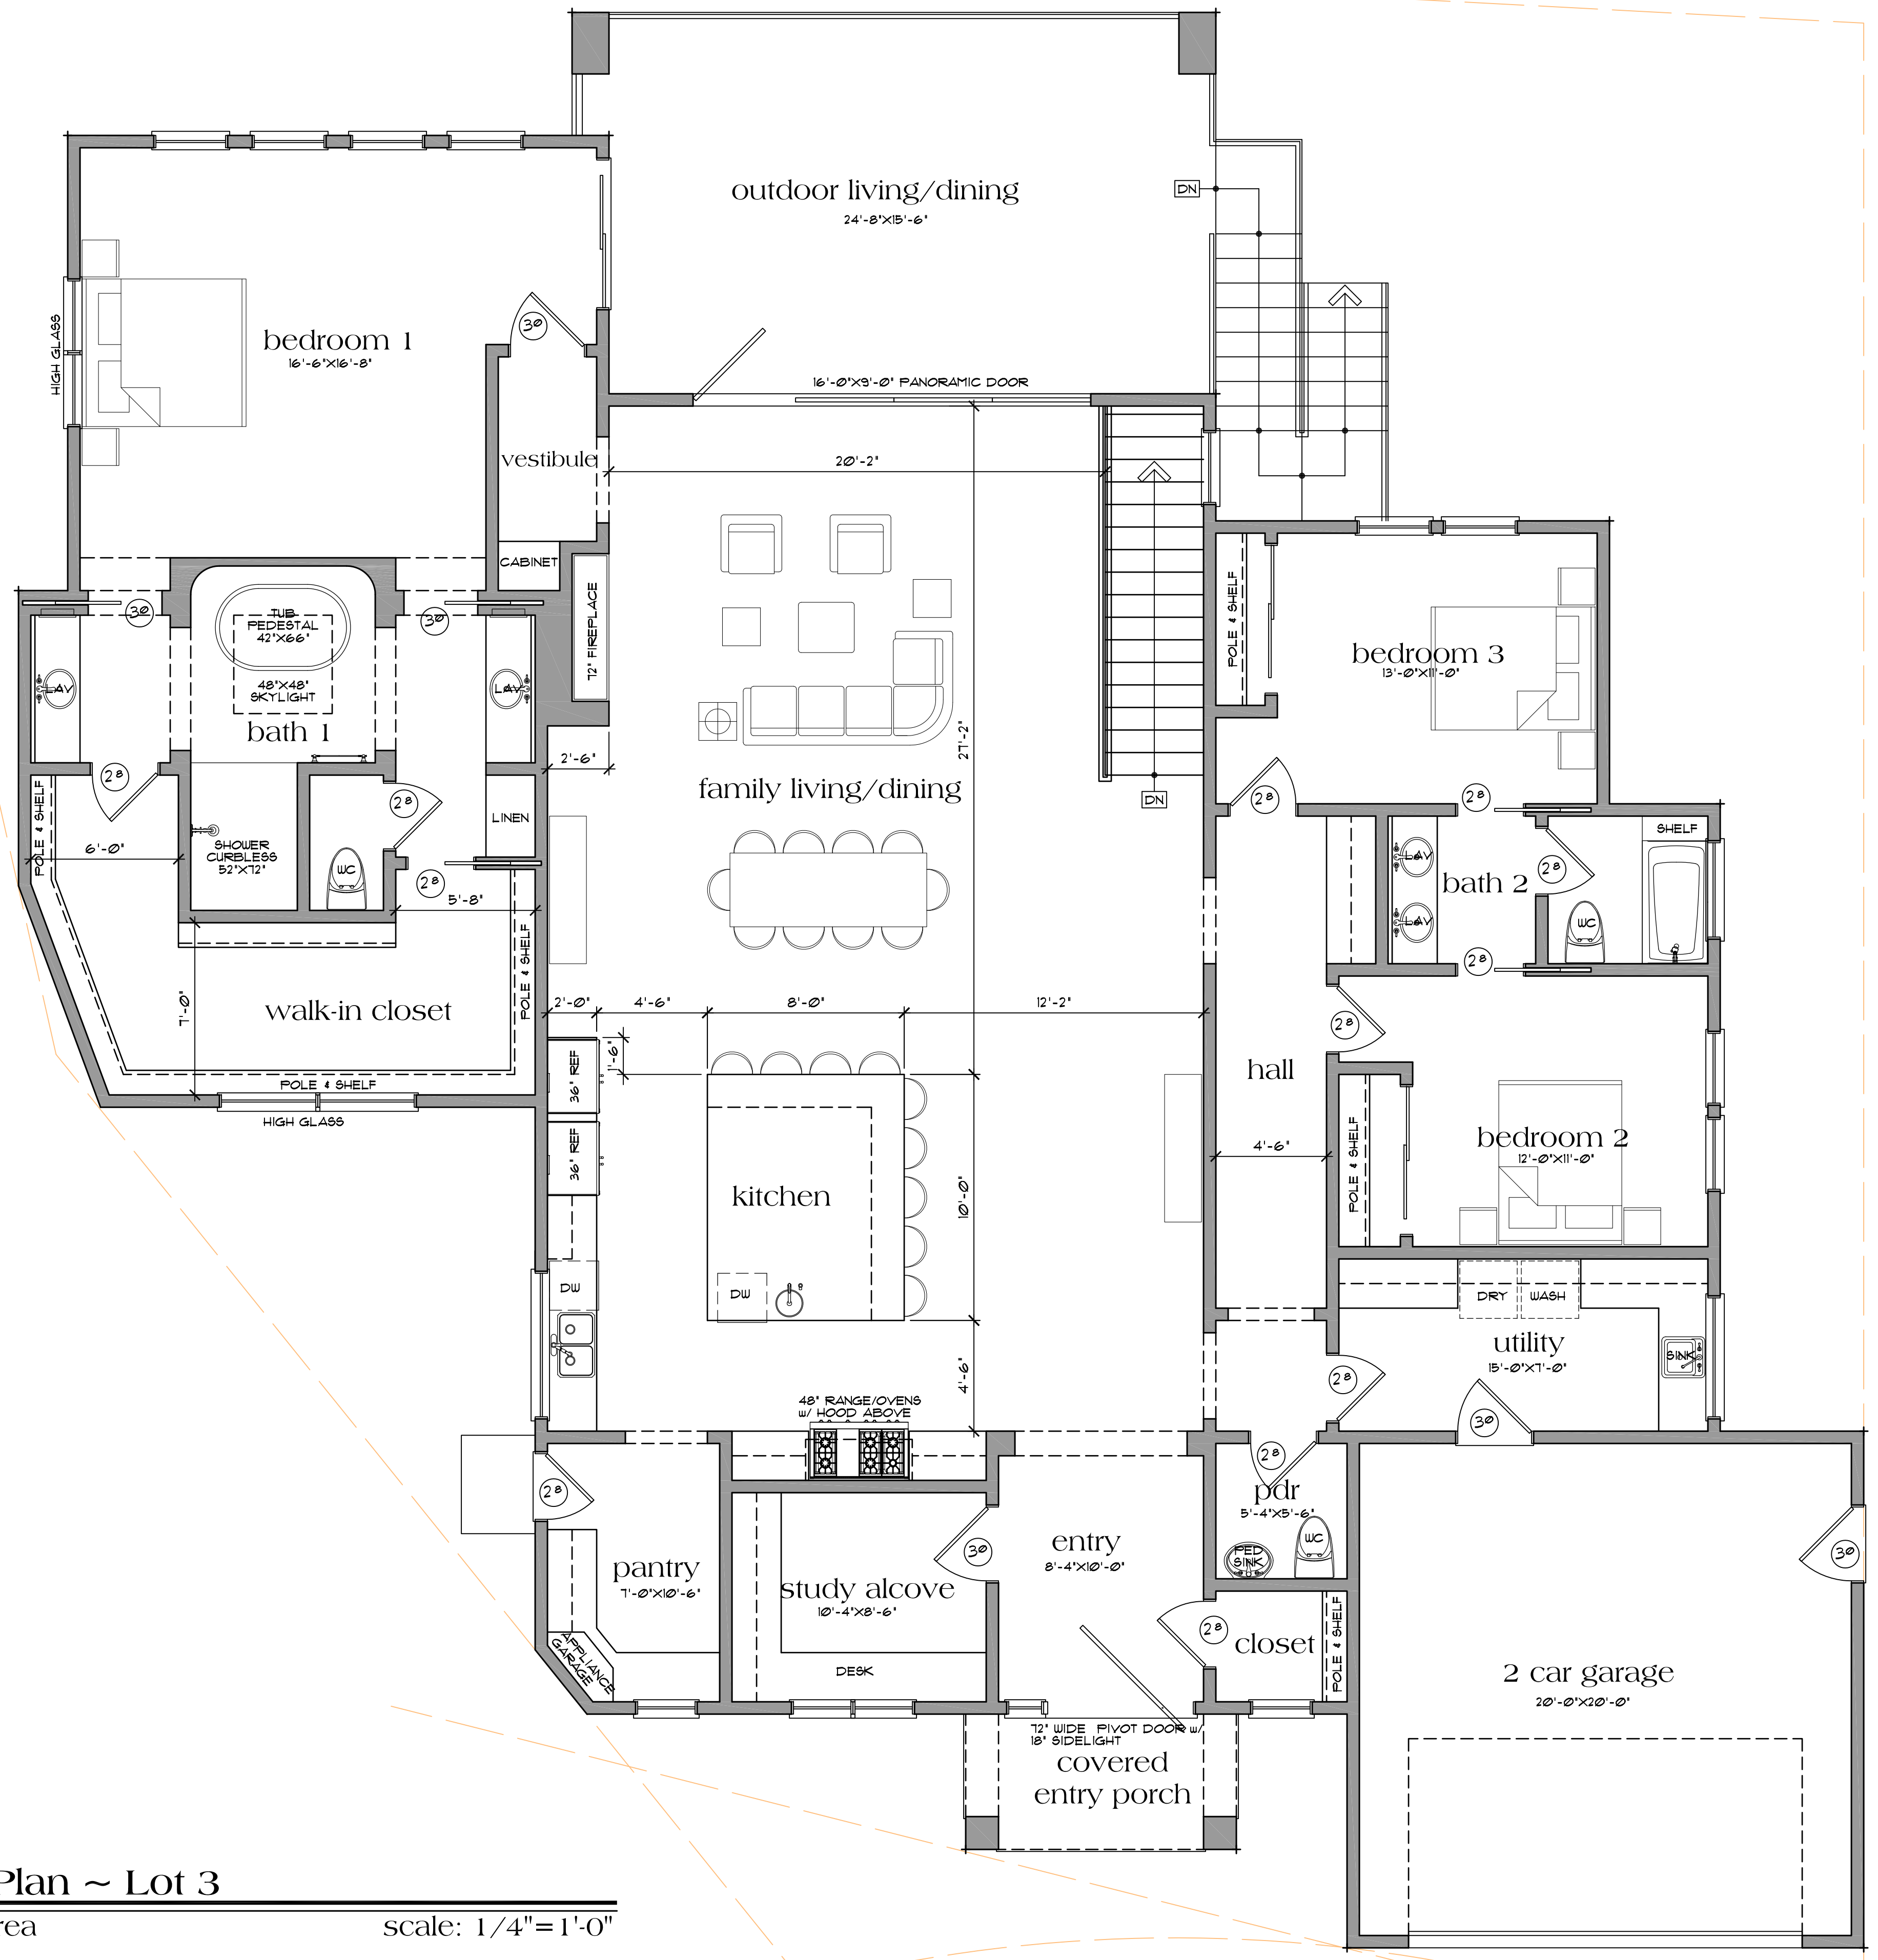 outdoor living/dining
24'-8"X15'-6"
DN
bedroom 1
16'-6"X16'-8"
HIGH GLASS
3⁰
16'-0"X9'-0" PANORAMIC DOOR
vestibule
20'-2"
CABINET
72" FIREPLACE
3⁰
TUB
PEDESTAL
42"X66"
3⁰
LAV
48"X48"
SKYLIGHT
LAV
bath 1
2'-6"
27'-2"
family living/dining
DN
POLE & SHELF
bedroom 3
13'-0"X11'-0"
2⁸
2⁸
2⁸
POLE & SHELF
6'-0"
SHOWER
CURBLESS
52"X72"
WC
2⁸
LINEN
2⁸
5'-8"
LAV
LAV
bath 2
2⁸
WC
SHELF
2⁸
7'-0"
walk-in closet
POLE & SHELF
POLE & SHELF
HIGH GLASS
2'-0"
4'-6"
8'-0"
12'-2"
1'-6"
36" REF
36" REF
kitchen
10'-0"
DW
DW
4'-6"
hall
4'-6"
2⁸
POLE & SHELF
bedroom 2
12'-0"X11'-0"
DRY
WASH
utility
15'-0"X7'-0"
SINK
2⁸
3⁰
48" RANGE/OVENS
w/ HOOD ABOVE
2⁸
pantry
7'-0"X10'-6"
APPLIANCE
GARAGE
study alcove
10'-4"X8'-6"
DESK
3⁰
entry
8'-4"X10'-0"
2⁸
pdr
5'-4"X5'-6"
PED
SINK
WC
2⁸
closet
POLE & SHELF
3⁰
2 car garage
20'-0"X20'-0"
72" WIDE PIVOT DOOR w/
18" SIDELIGHT
covered
entry porch
Plan ~ Lot 3
rea
scale: 1/4"=1'-0"